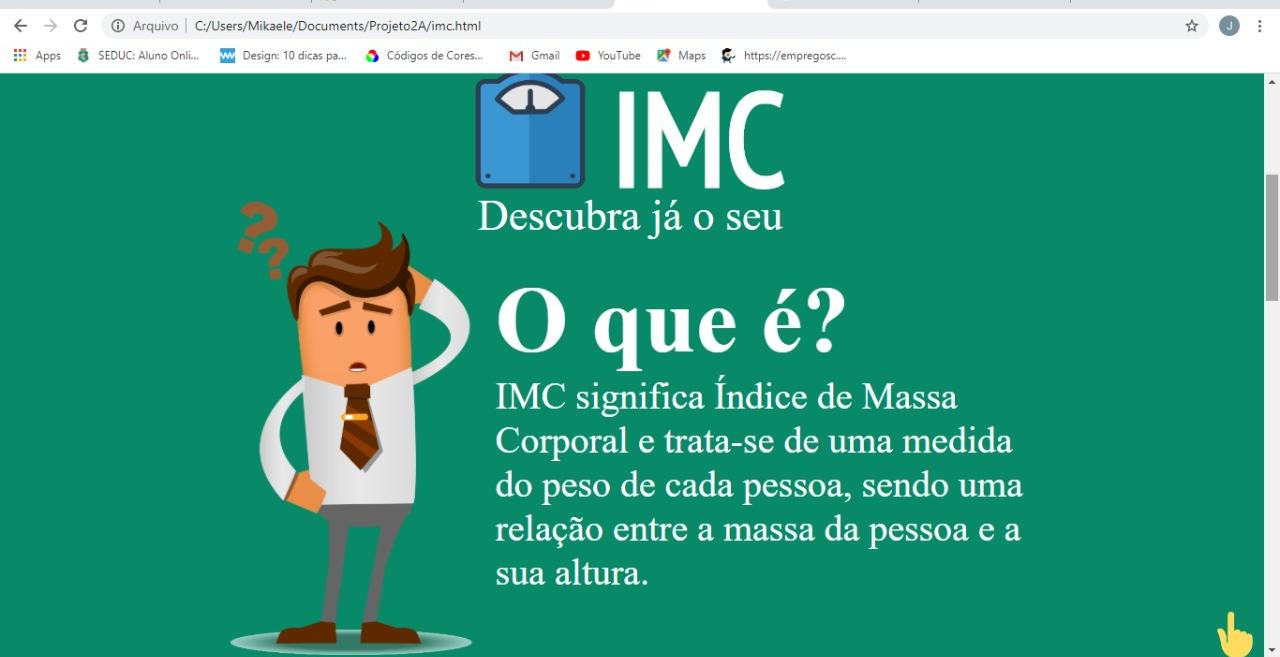 Arquivo | C:/Users/Mikaele/Documents/Projeto2A/imc.html
J
Apps SEDUC: Aluno Onli... Design: 10 dicas pa... Códigos de Cores... Gmail YouTube Maps https://empregosc....
IMC
Descubra já o seu
??
O que é?
IMC significa Índice de Massa
Corporal e trata-se de uma medida
do peso de cada pessoa, sendo uma
relação entre a massa da pessoa e a
sua altura.